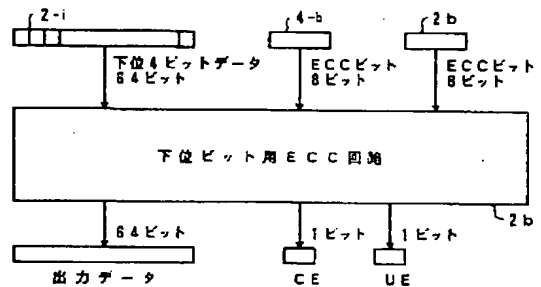 2-i
4-b
2b
下位4ビットデータ
64ビット
ECCビット
8ビット
ECCビット
8ビット
下位ビット用ECC回路
2b
64ビット
1ビット
1ビット
出力データ
CE
UE